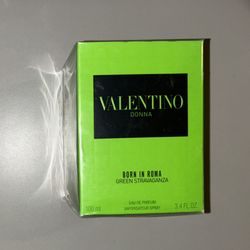 VALENTINO
DONNA
BORN IN ROMA
GREEN STRAVAGANZA
EAU DE PARFUM
VAPORISATEUR SPRAY
100 ml
3.4 FL.OZ.